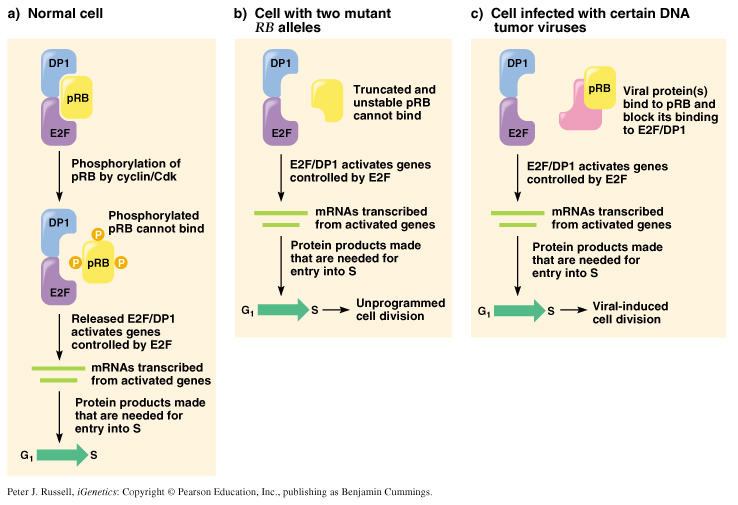 a) Normal cell
DP1
pRB
E2F
Phosphorylation of
pRB by cyclin/Cdk
Phosphorylated
pRB cannot bind
DP1
P
P
pRB
P
E2F
Released E2F/DP1
activates genes
controlled by E2F
mRNAs transcribed
from activated genes
Protein products made
that are needed for
entry into S
G1
S
b) Cell with two mutant
RB alleles
DP1
E2F
Truncated and
unstable pRB
cannot bind
E2F/DP1 activates genes
controlled by E2F
mRNAs transcribed
from activated genes
Protein products made
that are needed for
entry into S
G1
S
Unprogrammed
cell division
c) Cell infected with certain DNA
tumor viruses
DP1
E2F
pRB
Viral protein(s)
bind to pRB and
block its binding
to E2F/DP1
E2F/DP1 activates genes
controlled by E2F
mRNAs transcribed
from activated genes
Protein products made
that are needed for
entry into S
G1
S
Viral-induced
cell division
Peter J. Russell, iGenetics: Copyright © Pearson Education, Inc., publishing as Benjamin Cummings.